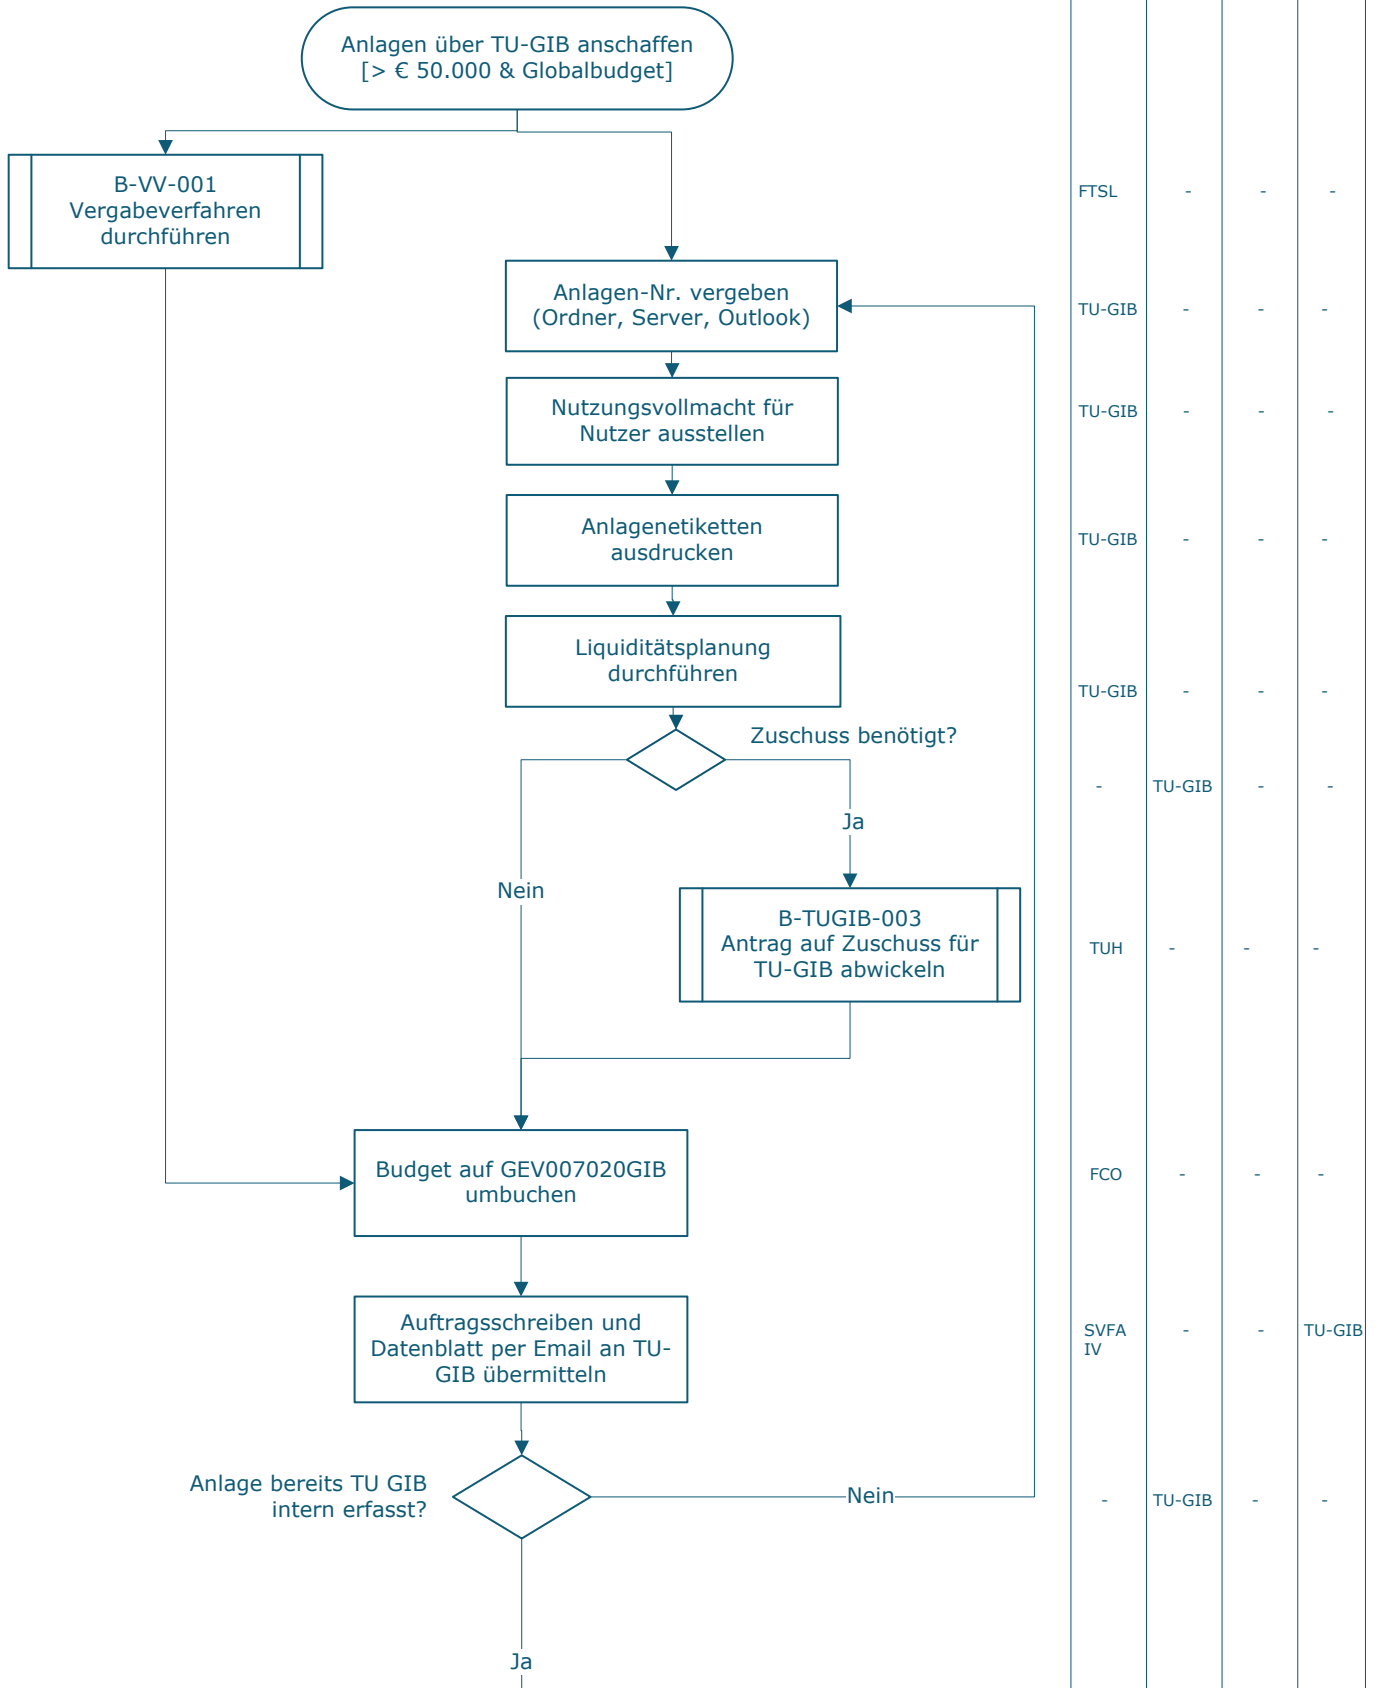 Anlagen über TU-GIB anschaffen
[> € 50.000 & Globalbudget]
B-VV-001
Vergabeverfahren
durchführen
FTSL - - -
Anlagen-Nr. vergeben
(Ordner, Server, Outlook)
TU-GIB - - -
Nutzungsvollmacht für
Nutzer ausstellen
TU-GIB - - -
Anlagenetiketten
ausdrucken
TU-GIB - - -
Liquiditätsplanung
durchführen
TU-GIB - - -
Zuschuss benötigt?
- TU-GIB - -
Ja
Nein
B-TUGIB-003
Antrag auf Zuschuss für
TU-GIB abwickeln
TUH - - -
Budget auf GEV007020GIB
umbuchen
FCO - - -
Auftragsschreiben und
Datenblatt per Email an TU-
GIB übermitteln
SVFA - - TU-GIB
IV
Anlage bereits TU GIB
intern erfasst?
Nein
- TU-GIB - -
Ja